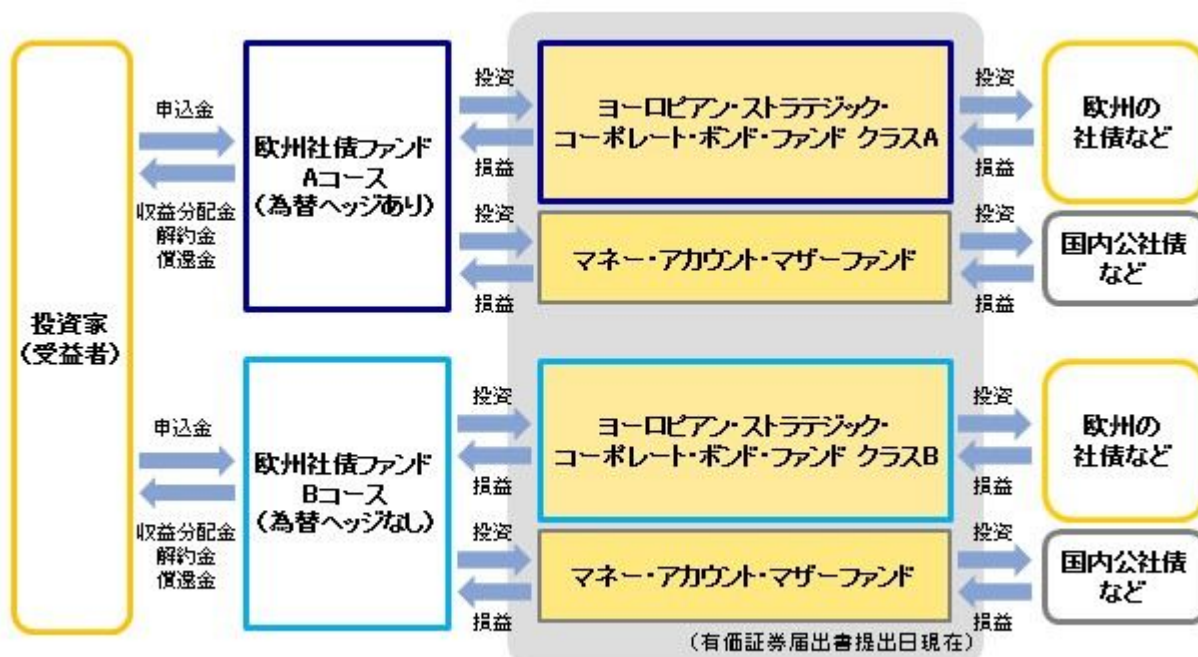 投資家
(受益者)
申込金
収益分配金
解約金
償還金
欧州社債ファンド
Aコース
(為替ヘッジあり)
投資
損益
ヨーロピアン・ストラテジック・
コーポレート・ボンド・ファンド クラスA
投資
損益
欧州の
社債など
投資
損益
マネー・アカウント・マザーファンド
投資
損益
国内公社債
など
申込金
収益分配金
解約金
償還金
欧州社債ファンド
Bコース
(為替ヘッジなし)
投資
損益
ヨーロピアン・ストラテジック・
コーポレート・ボンド・ファンド クラスB
投資
損益
欧州の
社債など
投資
損益
マネー・アカウント・マザーファンド
投資
損益
国内公社債
など
(有価証券届出書提出日現在)